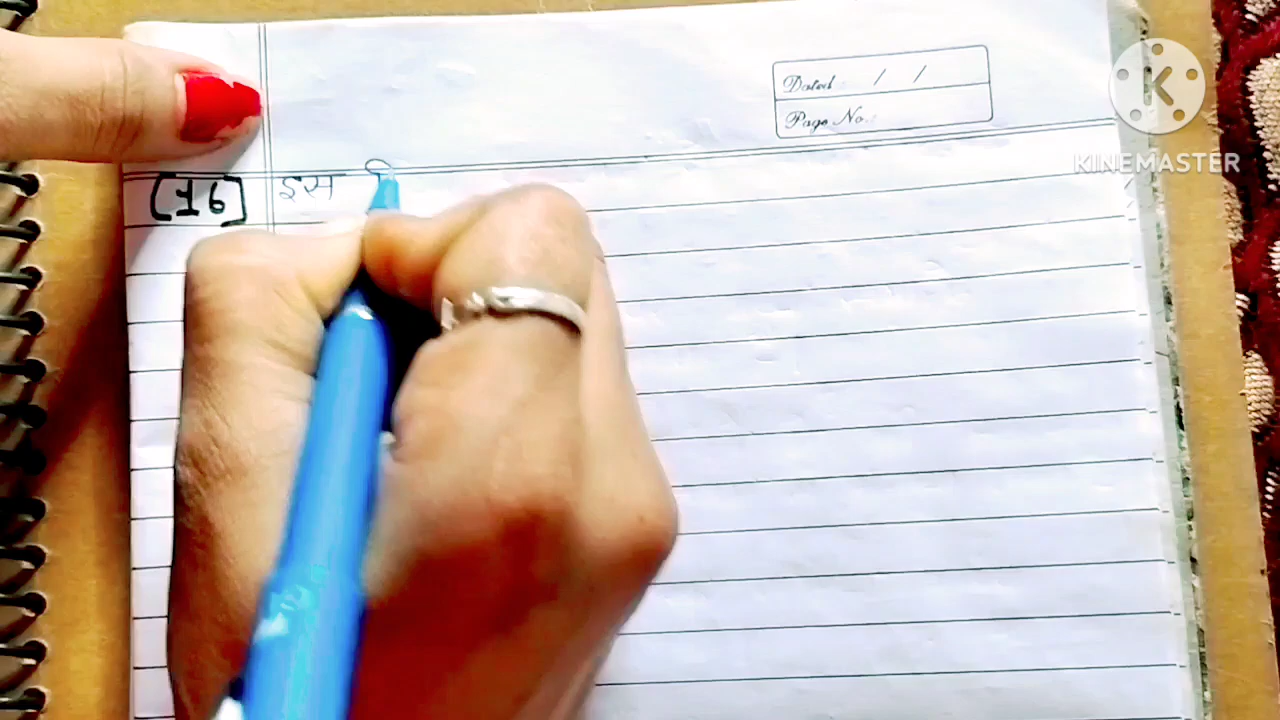 Dated / /
Page No.
[16] इस
K
KINEMASTER